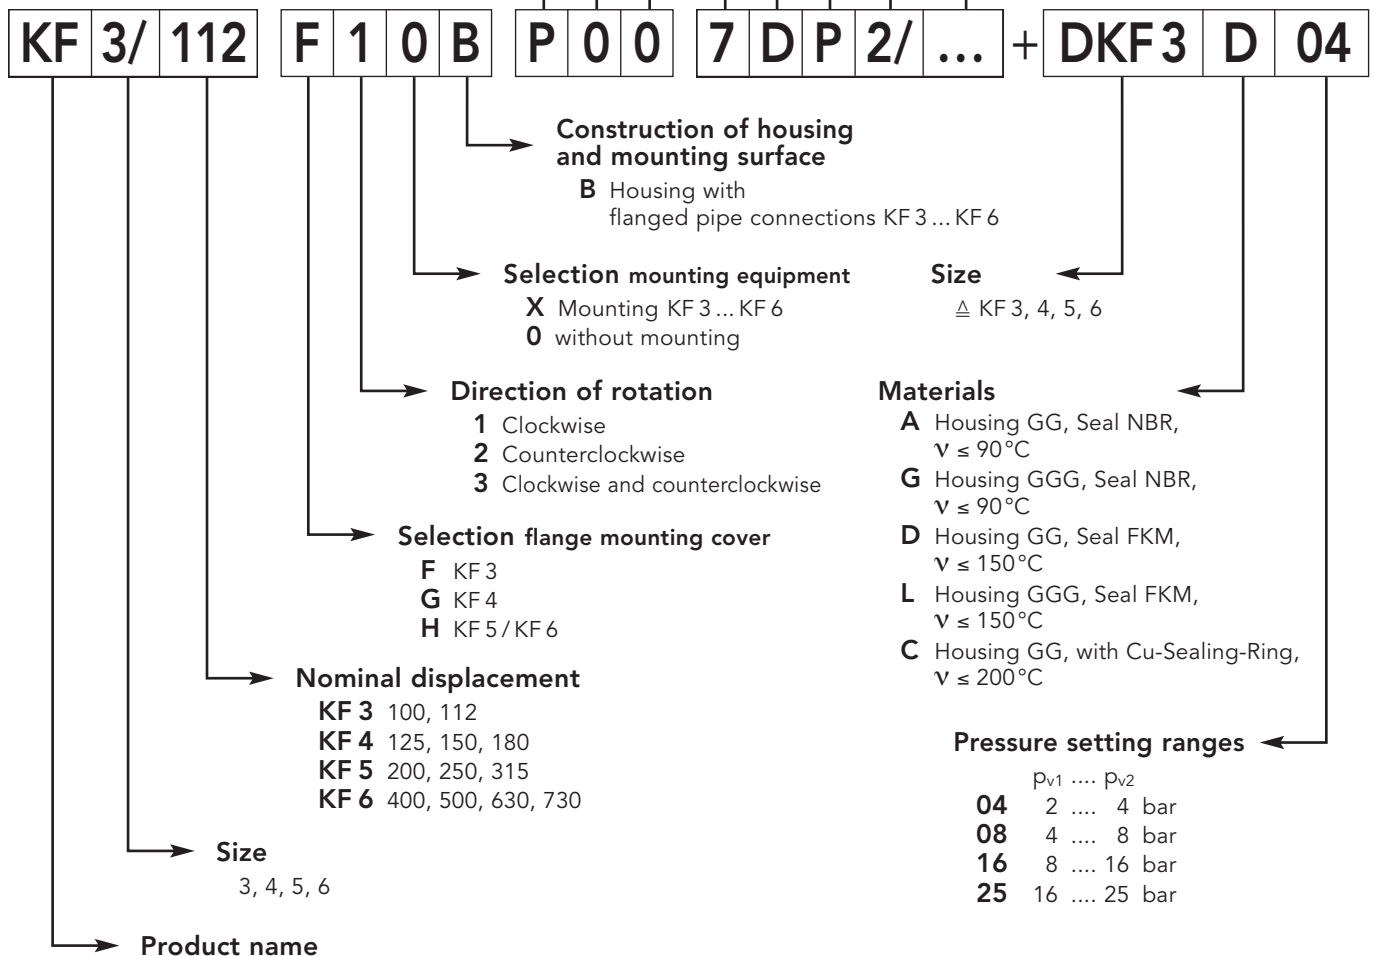 KF 3/ 112 F 1 0 B P 0 0 7 D P 2/ ... + DKF 3 D 04
Construction of housing
and mounting surface
B Housing with
flanged pipe connections KF 3 ... KF 6
Selection mounting equipment
X Mounting KF 3 ... KF 6
0 without mounting
Size
≙ KF 3, 4, 5, 6
Direction of rotation
1 Clockwise
2 Counterclockwise
3 Clockwise and counterclockwise
Materials
A Housing GG, Seal NBR,
ν ≤ 90 °C
G Housing GGG, Seal NBR,
ν ≤ 90 °C
D Housing GG, Seal FKM,
ν ≤ 150 °C
L Housing GGG, Seal FKM,
ν ≤ 150 °C
C Housing GG, with Cu-Sealing-Ring,
ν ≤ 200 °C
Selection flange mounting cover
F KF 3
G KF 4
H KF 5 / KF 6
Nominal displacement
KF 3 100, 112
KF 4 125, 150, 180
KF 5 200, 250, 315
KF 6 400, 500, 630, 730
Pressure setting ranges
pv1 .... pv2
04 2 .... 4 bar
08 4 .... 8 bar
16 8 .... 16 bar
25 16 .... 25 bar
Size
3, 4, 5, 6
Product name